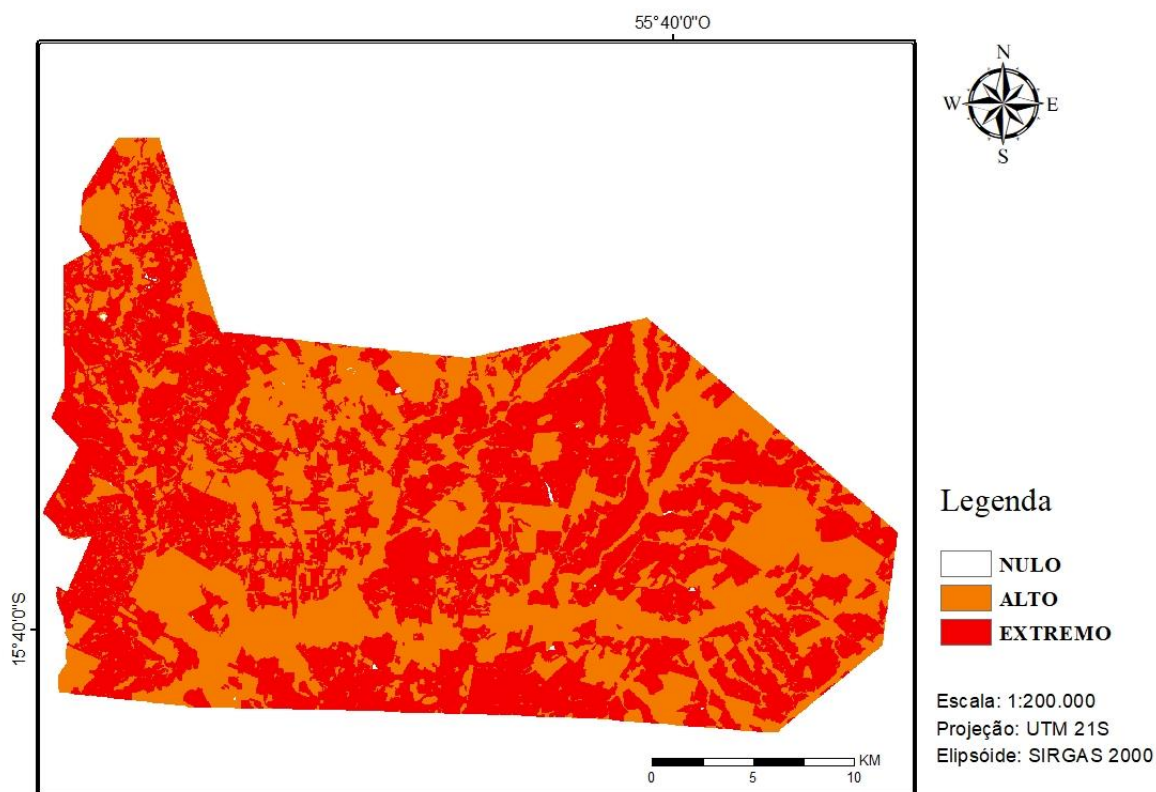 55°40'0"O
N
W E
S
15°40'0"S
Legenda
NULO
ALTO
EXTREMO
Escala: 1:200.000
Projeção: UTM 21S
Elipsóide: SIRGAS 2000
KM
0 5 10